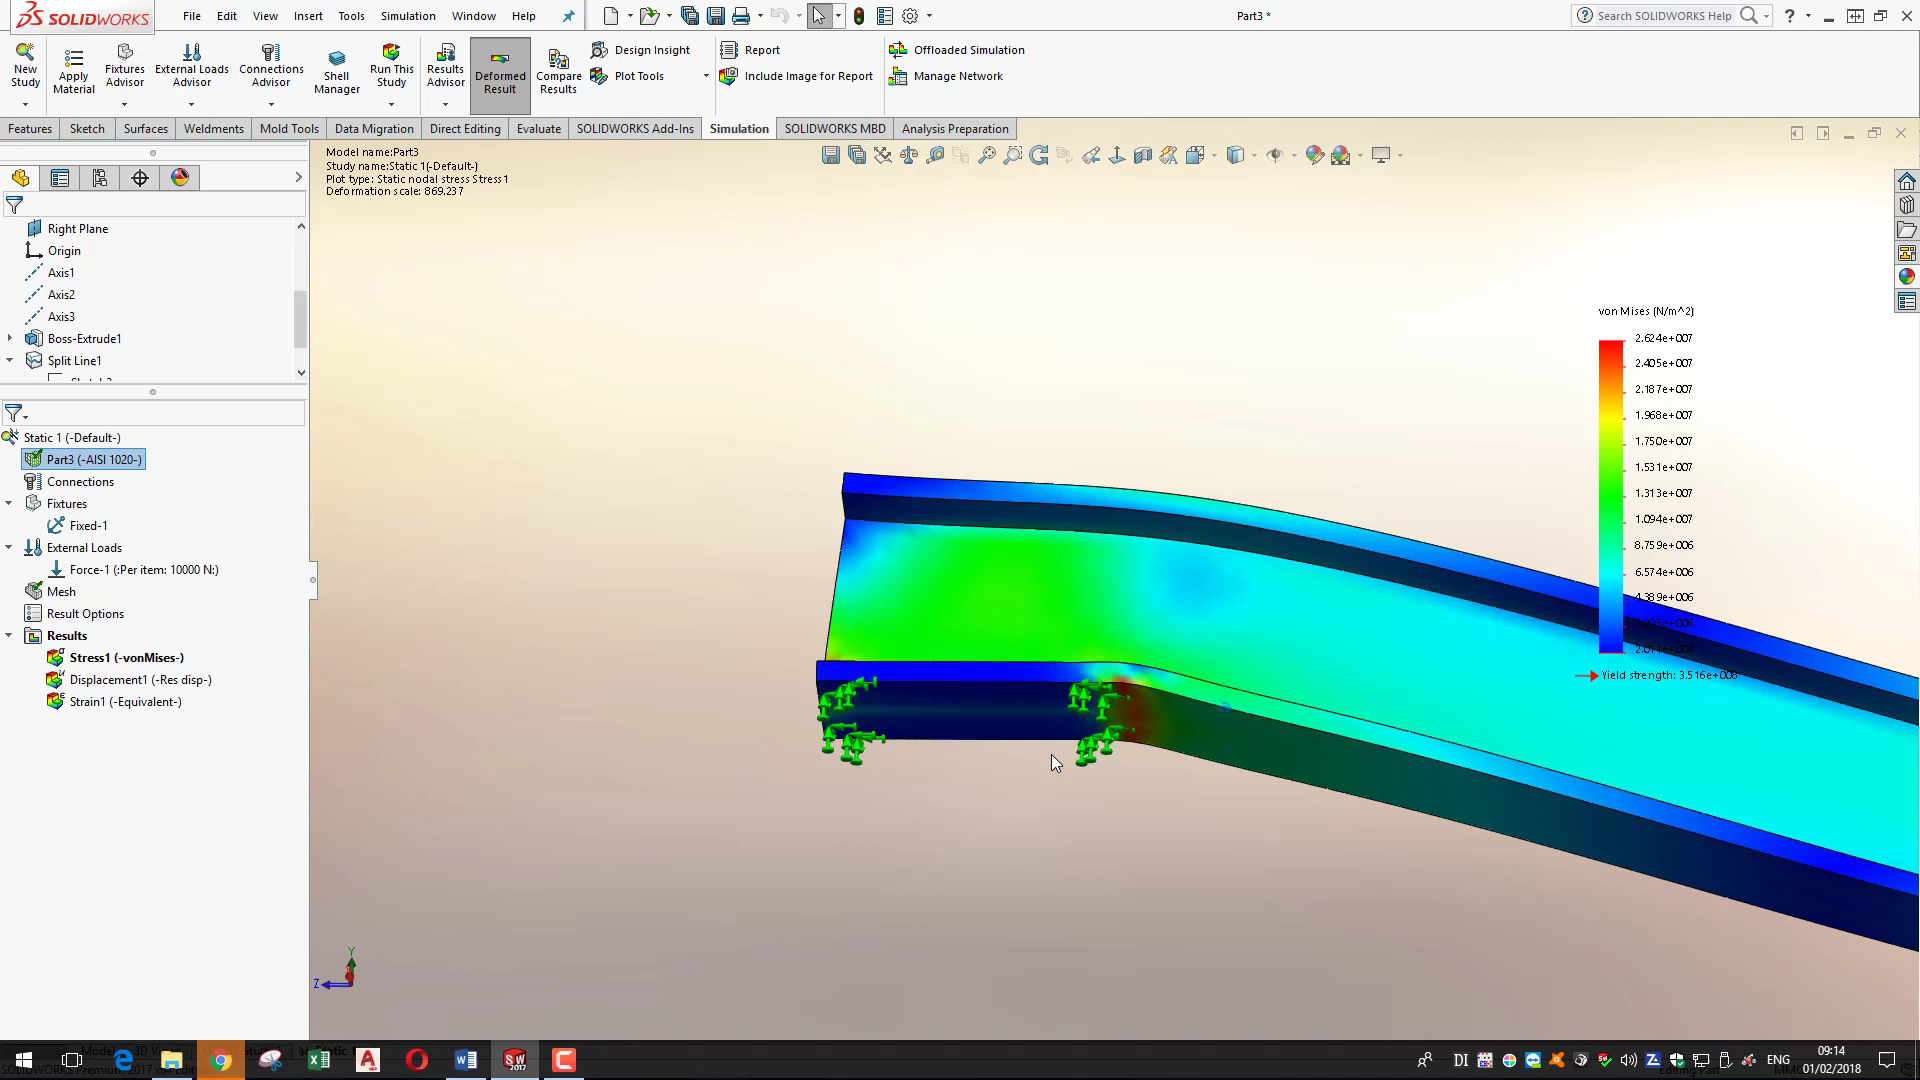 SOLIDWORKS
File Edit View Insert Tools Simulation Window Help
Part3 *
Search SOLIDWORKS Help
New Study
Apply Material
Fixtures Advisor
External Loads Advisor
Connections Advisor
Shell Manager
Run This Study
Results Advisor
Deformed Result
Compare Results
Design Insight
Plot Tools
Report
Include Image for Report
Offloaded Simulation
Manage Network
Features Sketch Surfaces Weldments Mold Tools Data Migration Direct Editing Evaluate SOLIDWORKS Add-Ins Simulation SOLIDWORKS MBD Analysis Preparation
Model name:Part3
Study name:Static 1(-Default-)
Plot type: Static nodal stress Stress1
Deformation scale: 869.237
Right Plane
Origin
Axis1
Axis2
Axis3
Boss-Extrude1
Split Line1
Static 1 (-Default-)
Part3 (-AISI 1020-)
Connections
Fixtures
Fixed-1
External Loads
Force-1 (:Per item: 10000 N:)
Mesh
Result Options
Results
Stress1 (-vonMises-)
Displacement1 (-Res disp-)
Strain1 (-Equivalent-)
von Mises (N/m^2)
2.624e+007
2.405e+007
2.187e+007
1.968e+007
1.750e+007
1.531e+007
1.313e+007
1.094e+007
8.759e+006
6.574e+006
4.389e+006
Yield strength: 3.516e+008
Y
Z
ENG
09:14
01/02/2018